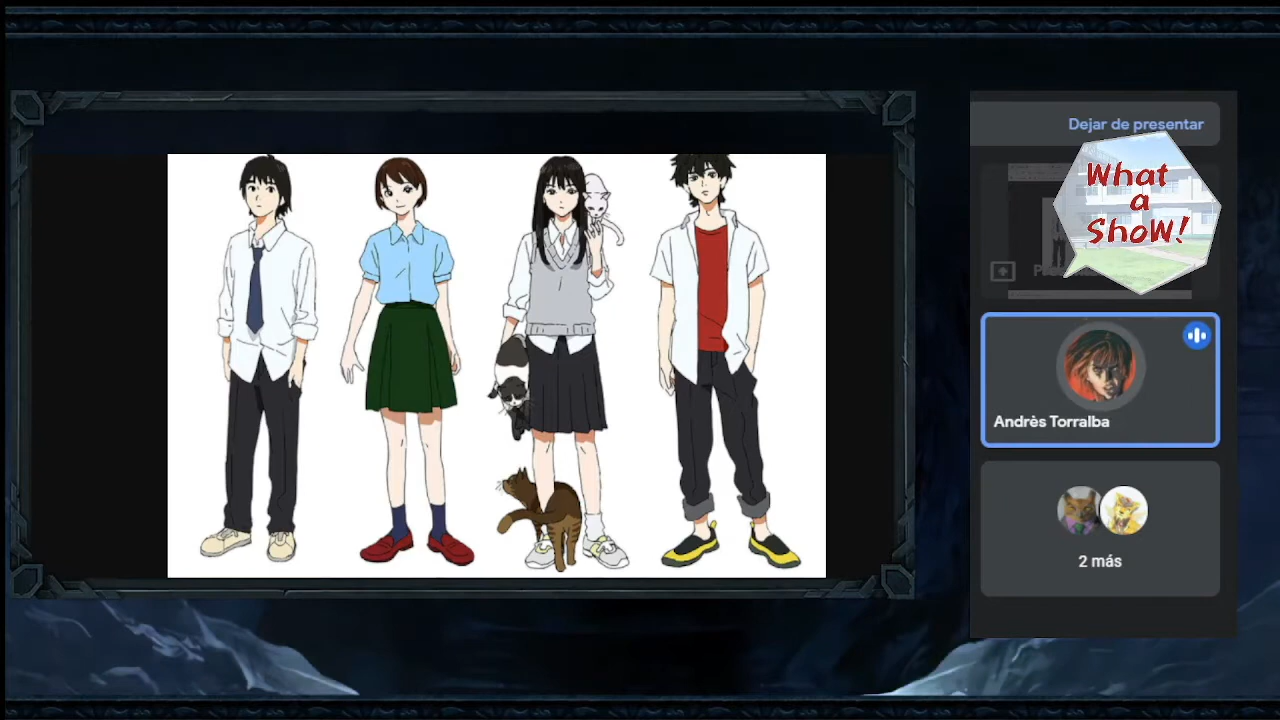 Dejar de presentar
What
a
ShoW!
Andrès Torralba
2 más